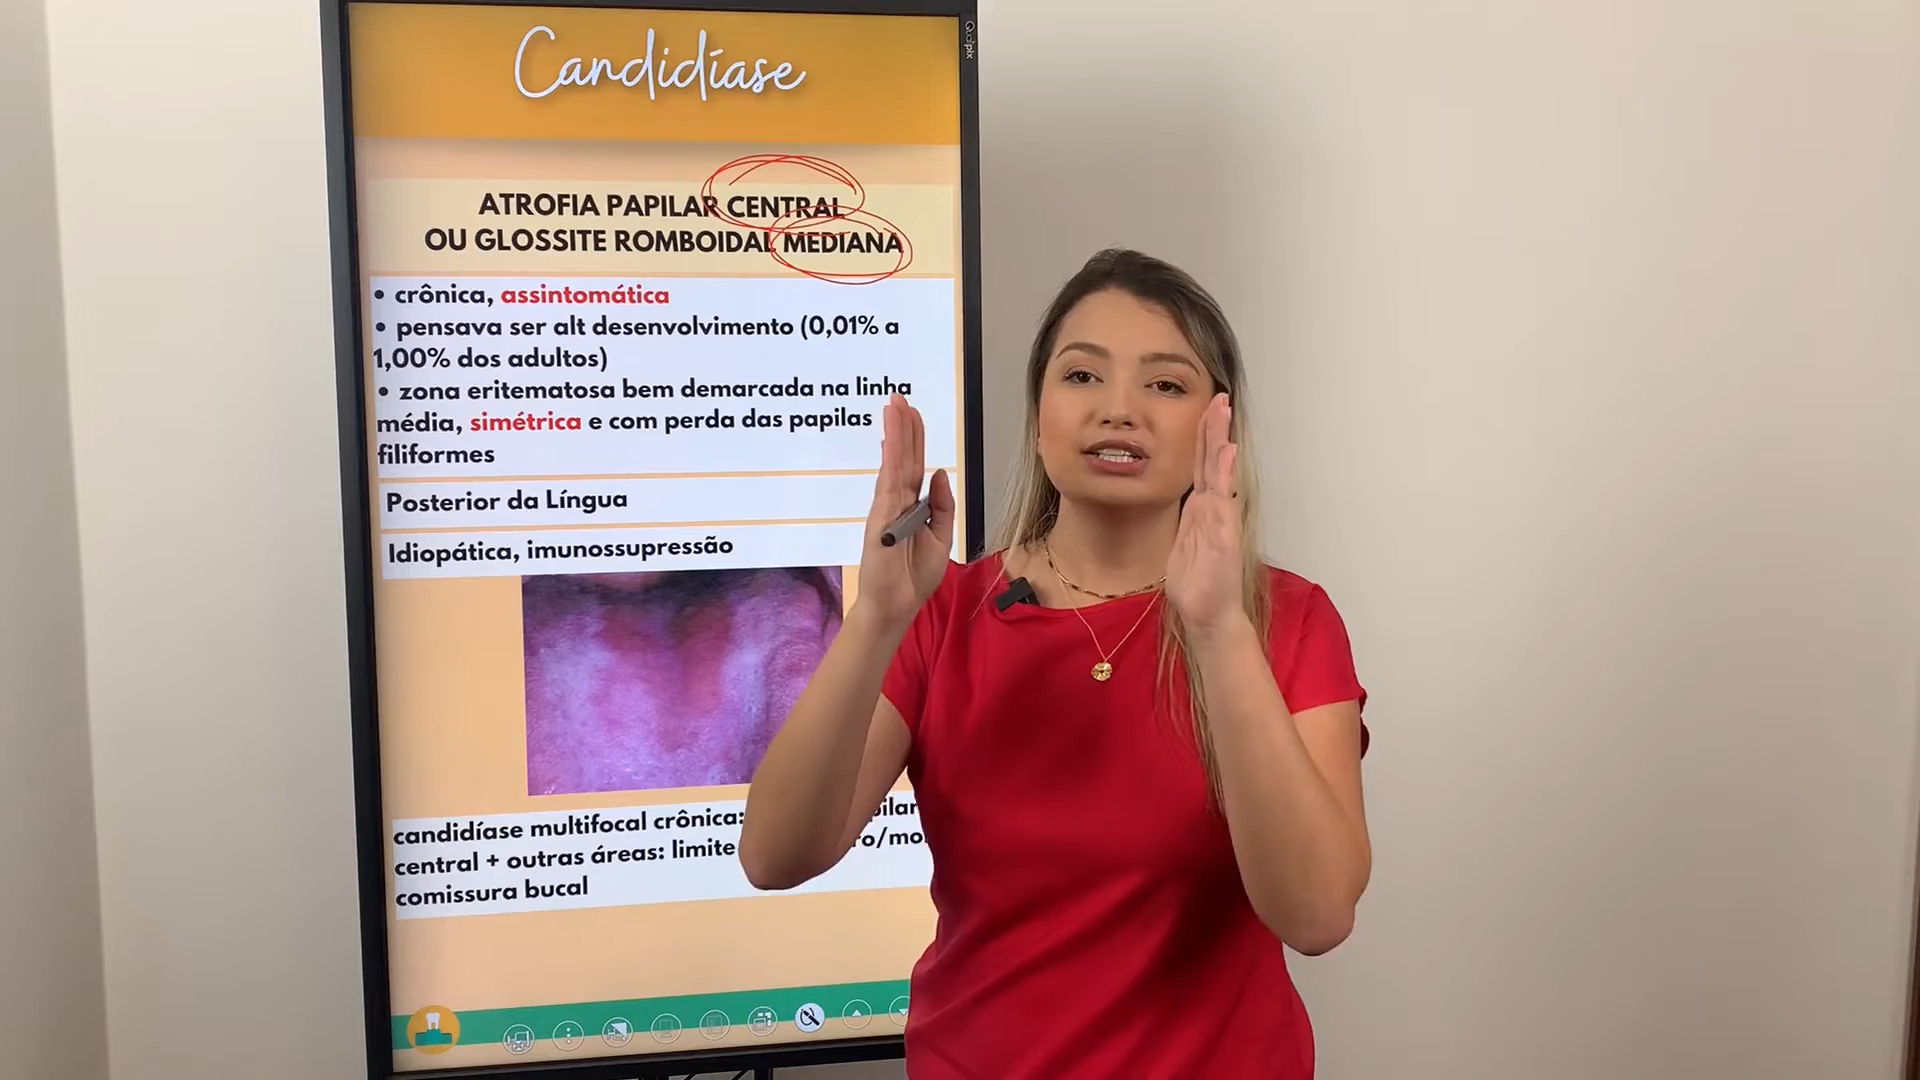 Qualpix
Candidíase
ATROFIA PAPILAR CENTRAL
OU GLOSSITE ROMBOIDAL MEDIANA
• crônica, assintomática
• pensava ser alt desenvolvimento (0,01% a
1,00% dos adultos)
• zona eritematosa bem demarcada na linha
média, simétrica e com perda das papilas
filiformes
Posterior da Língua
Idiopática, imunossupressão
candidíase multifocal crônica:
central + outras áreas: limite
comissura bucal